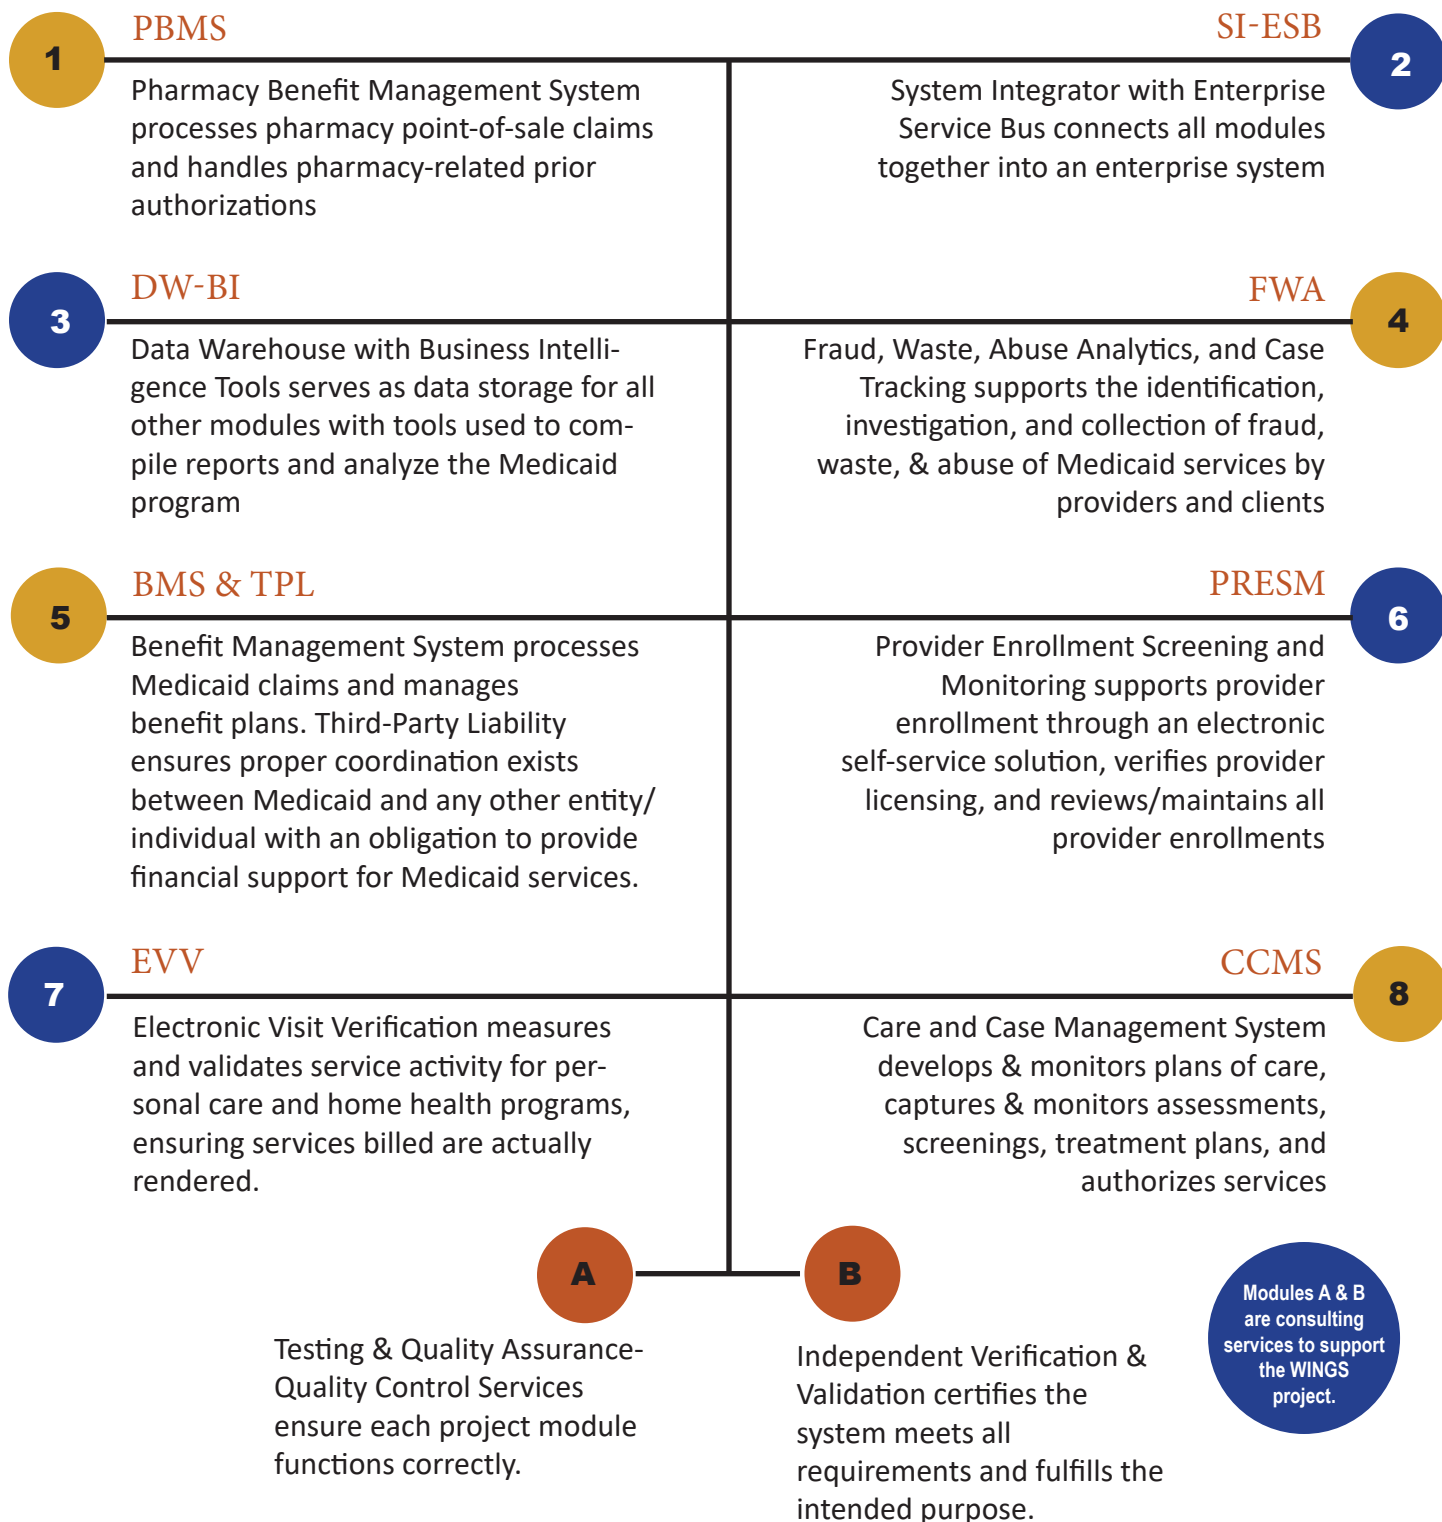 1
PBMS
Pharmacy Benefit Management System
processes pharmacy point-of-sale claims
and handles pharmacy-related prior
authorizations
SI-ESB
2
System Integrator with Enterprise
Service Bus connects all modules
together into an enterprise system
3
DW-BI
Data Warehouse with Business Intelli-
gence Tools serves as data storage for all
other modules with tools used to com-
pile reports and analyze the Medicaid
program
FWA
4
Fraud, Waste, Abuse Analytics, and Case
Tracking supports the identification,
investigation, and collection of fraud,
waste, & abuse of Medicaid services by
providers and clients
5
BMS & TPL
Benefit Management System processes
Medicaid claims and manages
benefit plans. Third-Party Liability
ensures proper coordination exists
between Medicaid and any other entity/
individual with an obligation to provide
financial support for Medicaid services.
PRESM
6
Provider Enrollment Screening and
Monitoring supports provider
enrollment through an electronic
self-service solution, verifies provider
licensing, and reviews/maintains all
provider enrollments
7
EVV
Electronic Visit Verification measures
and validates service activity for per-
sonal care and home health programs,
ensuring services billed are actually
rendered.
CCMS
8
Care and Case Management System
develops & monitors plans of care,
captures & monitors assessments,
screenings, treatment plans, and
authorizes services
A
Testing & Quality Assurance-
Quality Control Services
ensure each project module
functions correctly.
B
Independent Verification &
Validation certifies the
system meets all
requirements and fulfills the
intended purpose.
Modules A & B
are consulting
services to support
the WINGS
project.